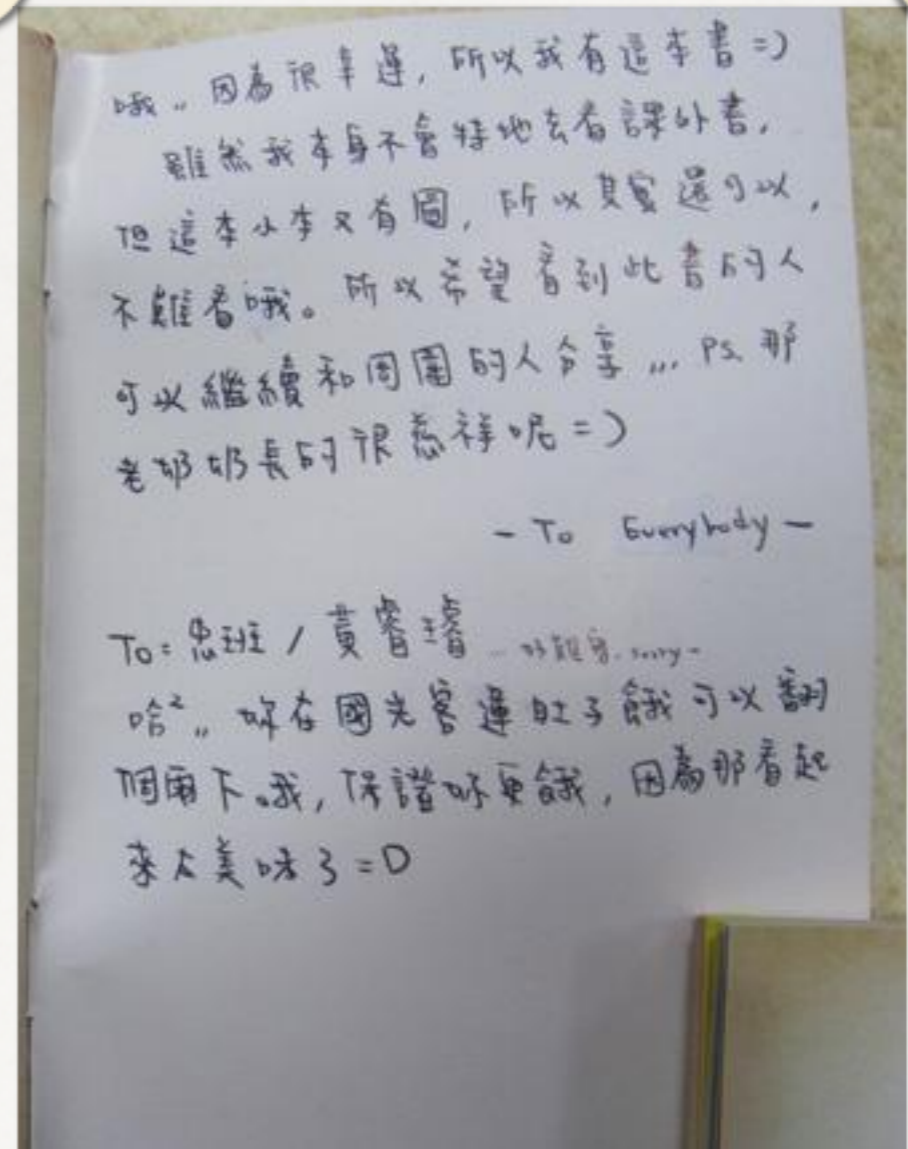 哦.. 因為很幸運, 所以我有這本書=)
雖然我本身不會特地去看課外書,
但這本小本又有圖, 所以其實還可以,
不難看哦。所以希望看到此書的人
可以繼續和周圍的人分享... PS. 那
老奶奶長的很慈祥呢=)
- To Everybody -
To: 忠班 / 黃睿璿 ... 好難寫. sorry~
哈², 妳在國光客運肚子餓可以翻
個兩下。我, 保證妳更餓, 因為那看起
來太美味了=D